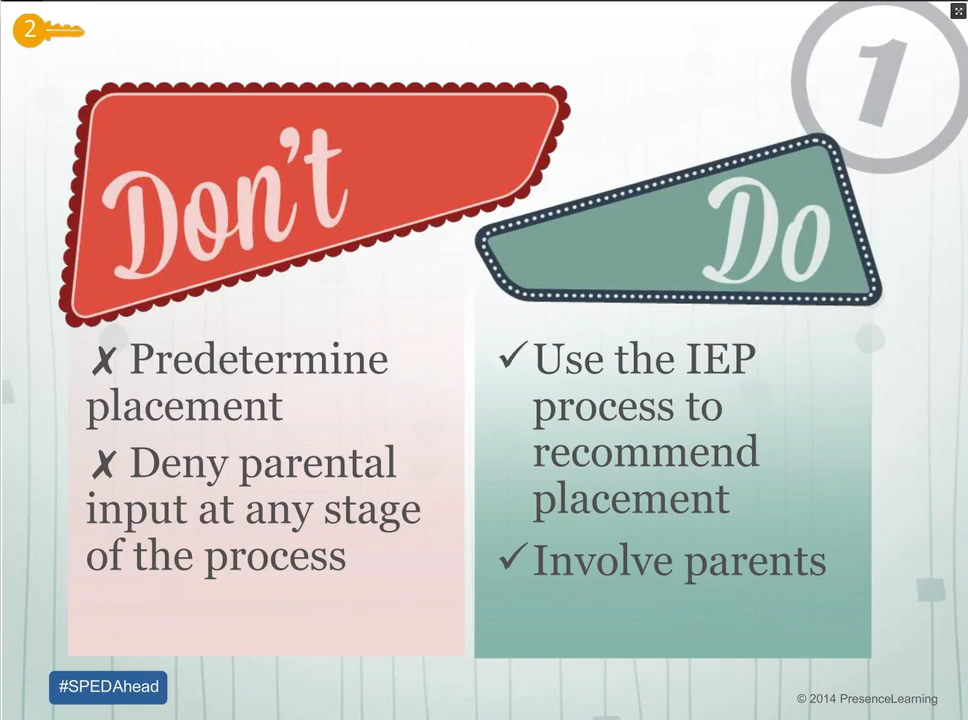 2
1
Don't
Do
✗ Predetermine
placement
✗ Deny parental
input at any stage
of the process
✓ Use the IEP
process to
recommend
placement
✓ Involve parents
#SPEDAhead
© 2014 PresenceLearning